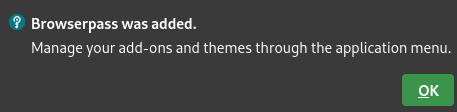 Browserpass was added.
Manage your add-ons and themes through the application menu.
OK